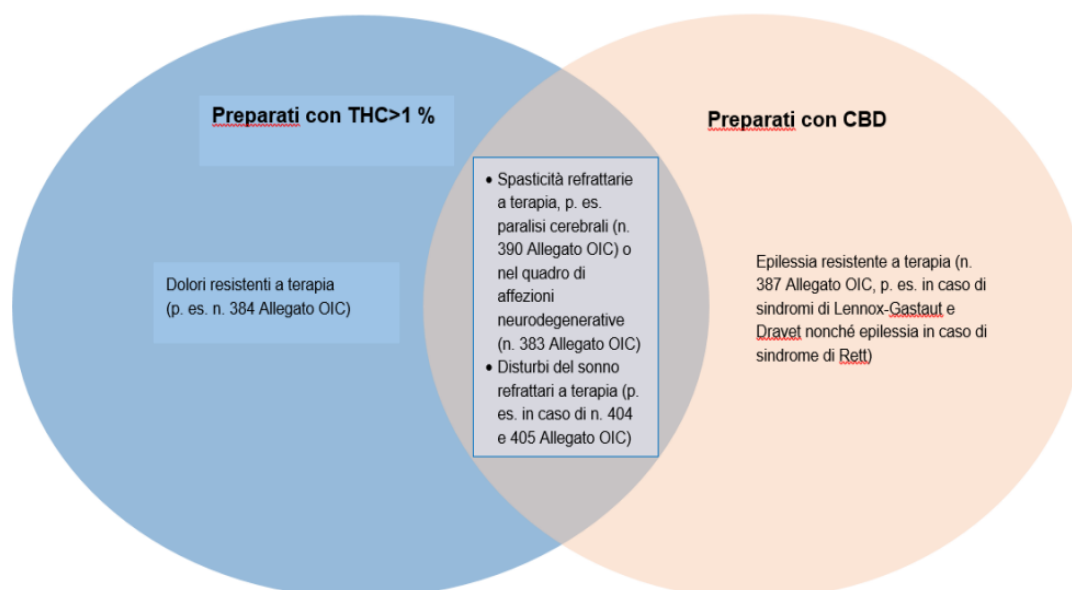 Preparati con THC>1 %
Dolori resistenti a terapia
(p. es. n. 384 Allegato OIC)
• Spasticità refrattarie
a terapia, p. es.
paralisi cerebrali (n.
390 Allegato OIC) o
nel quadro di
affezioni
neurodegenerative
(n. 383 Allegato OIC)
• Disturbi del sonno
refrattari a terapia (p.
es. in caso di n. 404
e 405 Allegato OIC)
Preparati con CBD
Epilessia resistente a terapia (n.
387 Allegato OIC, p. es. in caso di
sindromi di Lennox-Gastaut e
Dravet nonché epilessia in caso di
sindrome di Rett)